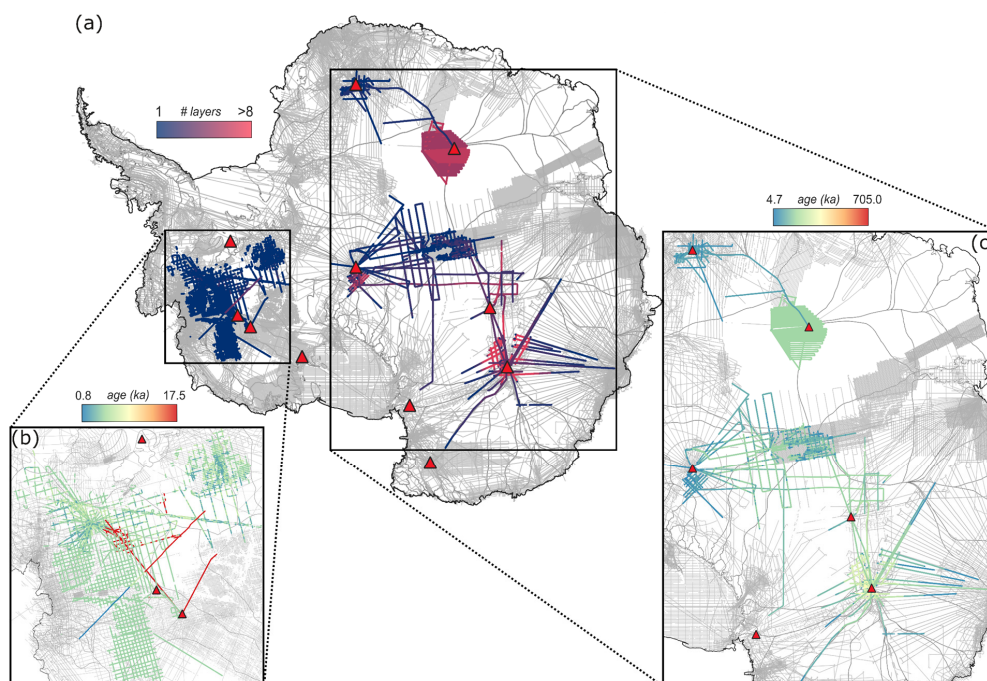 (a)
1 # layers >8
4.7 age (ka) 705.0
(c)
0.8 age (ka) 17.5
(b)